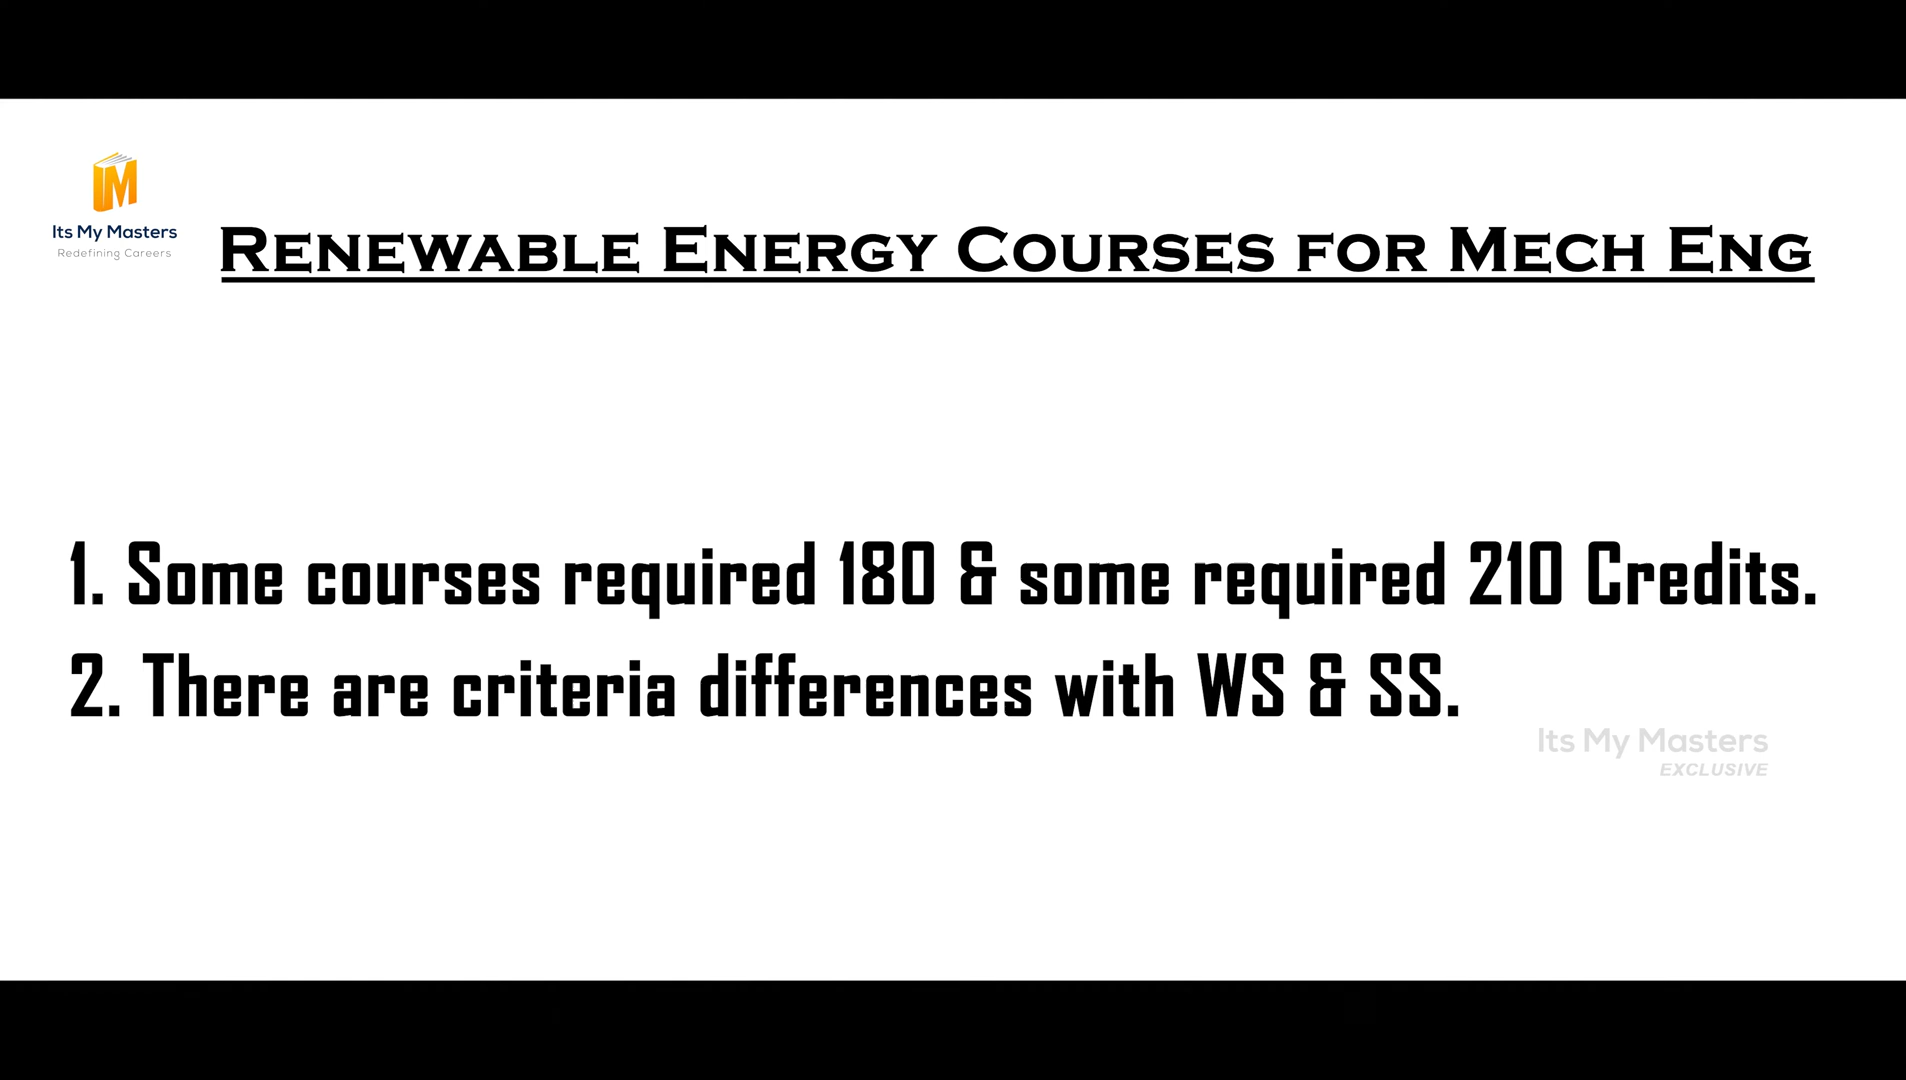 Its My Masters
Redefining Careers
RENEWABLE ENERGY COURSES FOR MECH ENG
1. Some courses required 180 & some required 210 Credits.
2. There are criteria differences with WS & SS.
Its My Masters
EXCLUSIVE